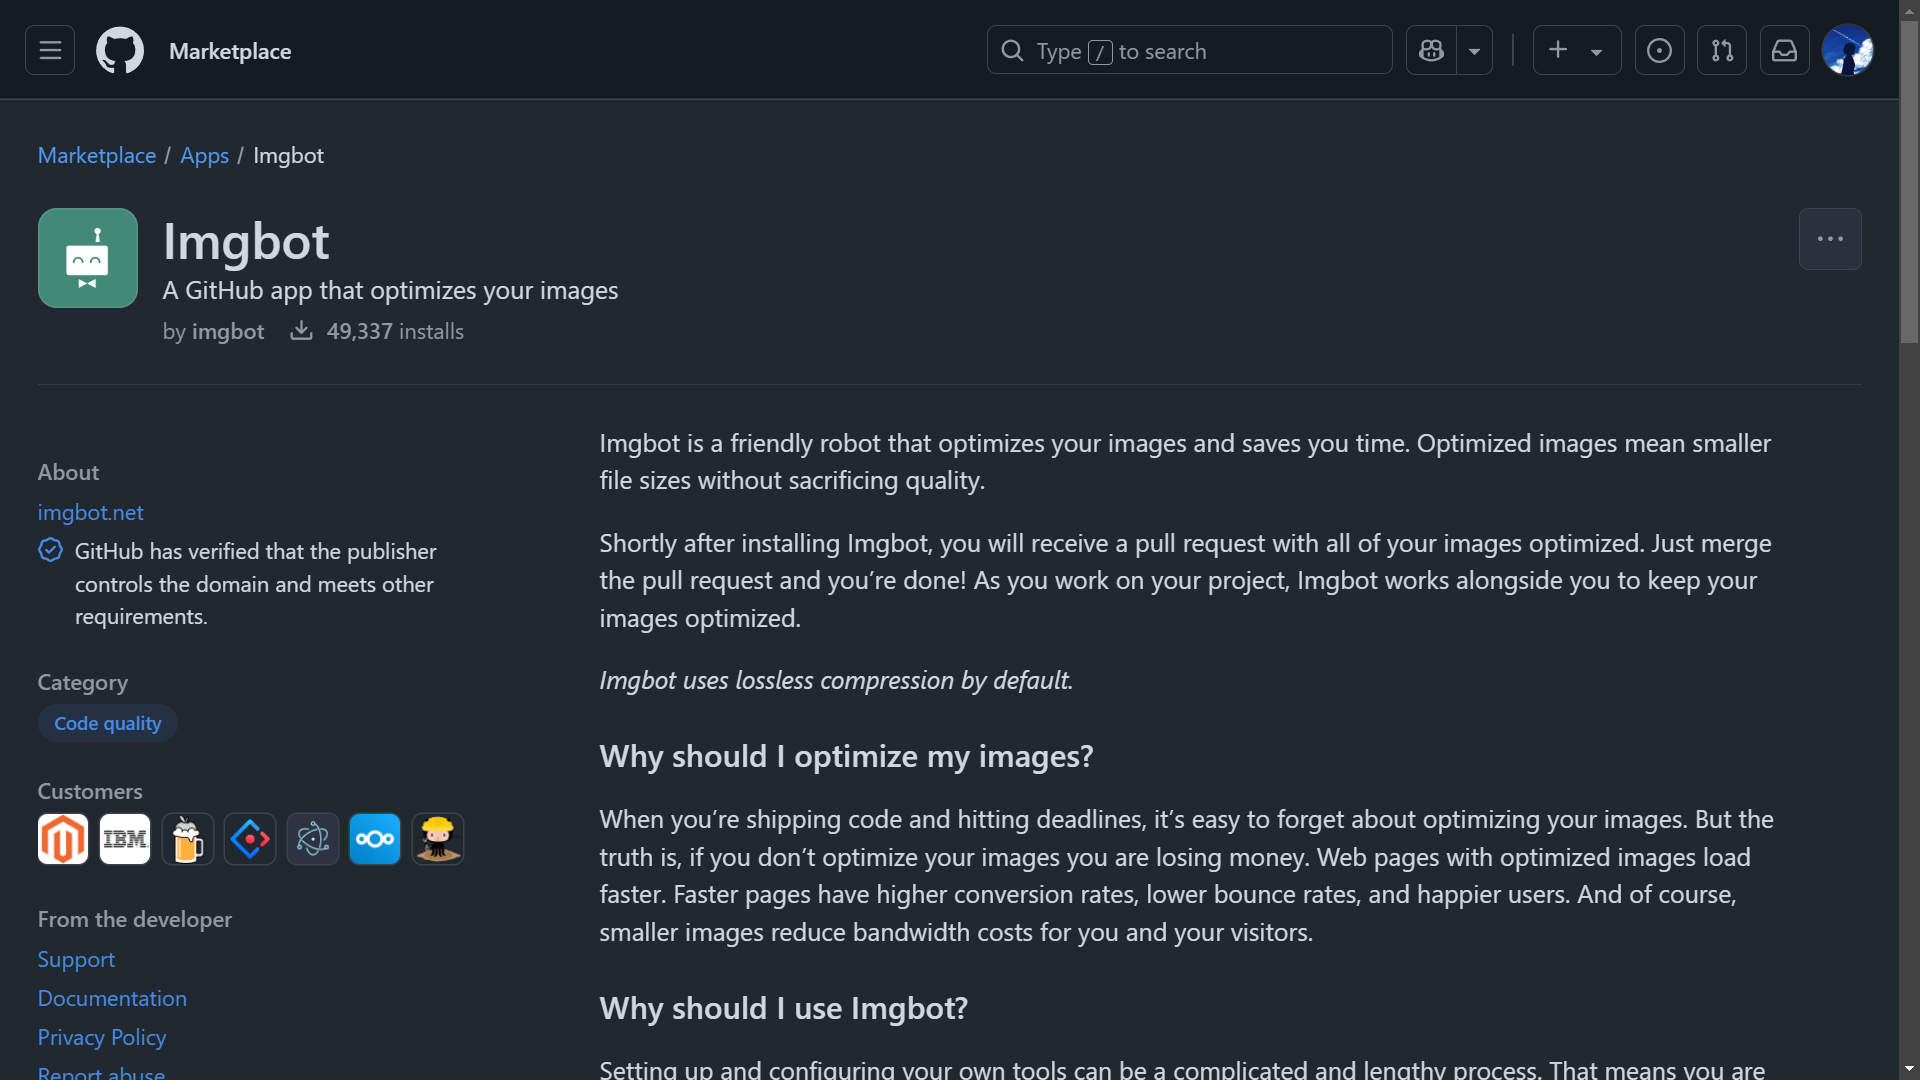 Marketplace
Type / to search
Marketplace / Apps / Imgbot
Imgbot
A GitHub app that optimizes your images
by imgbot 49,337 installs
About
imgbot.net
GitHub has verified that the publisher
controls the domain and meets other
requirements.
Category
Code quality
Customers
IBM
From the developer
Support
Documentation
Privacy Policy
Report abuse
Imgbot is a friendly robot that optimizes your images and saves you time. Optimized images mean smaller
file sizes without sacrificing quality.
Shortly after installing Imgbot, you will receive a pull request with all of your images optimized. Just merge
the pull request and you’re done! As you work on your project, Imgbot works alongside you to keep your
images optimized.
Imgbot uses lossless compression by default.
Why should I optimize my images?
When you’re shipping code and hitting deadlines, it’s easy to forget about optimizing your images. But the
truth is, if you don’t optimize your images you are losing money. Web pages with optimized images load
faster. Faster pages have higher conversion rates, lower bounce rates, and happier users. And of course,
smaller images reduce bandwidth costs for you and your visitors.
Why should I use Imgbot?
Setting up and configuring your own tools can be a complicated and lengthy process. That means you are